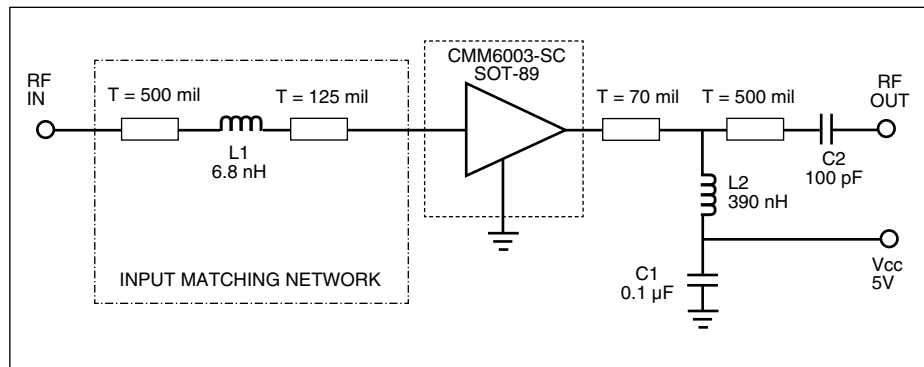 CMM6003-SC
SOT-89
RF
IN
T = 500 mil
T = 125 mil
T = 70 mil
T = 500 mil
RF
OUT
L1
6.8 nH
C2
100 pF
L2
390 nH
INPUT MATCHING NETWORK
C1
0.1 µF
Vcc
5V